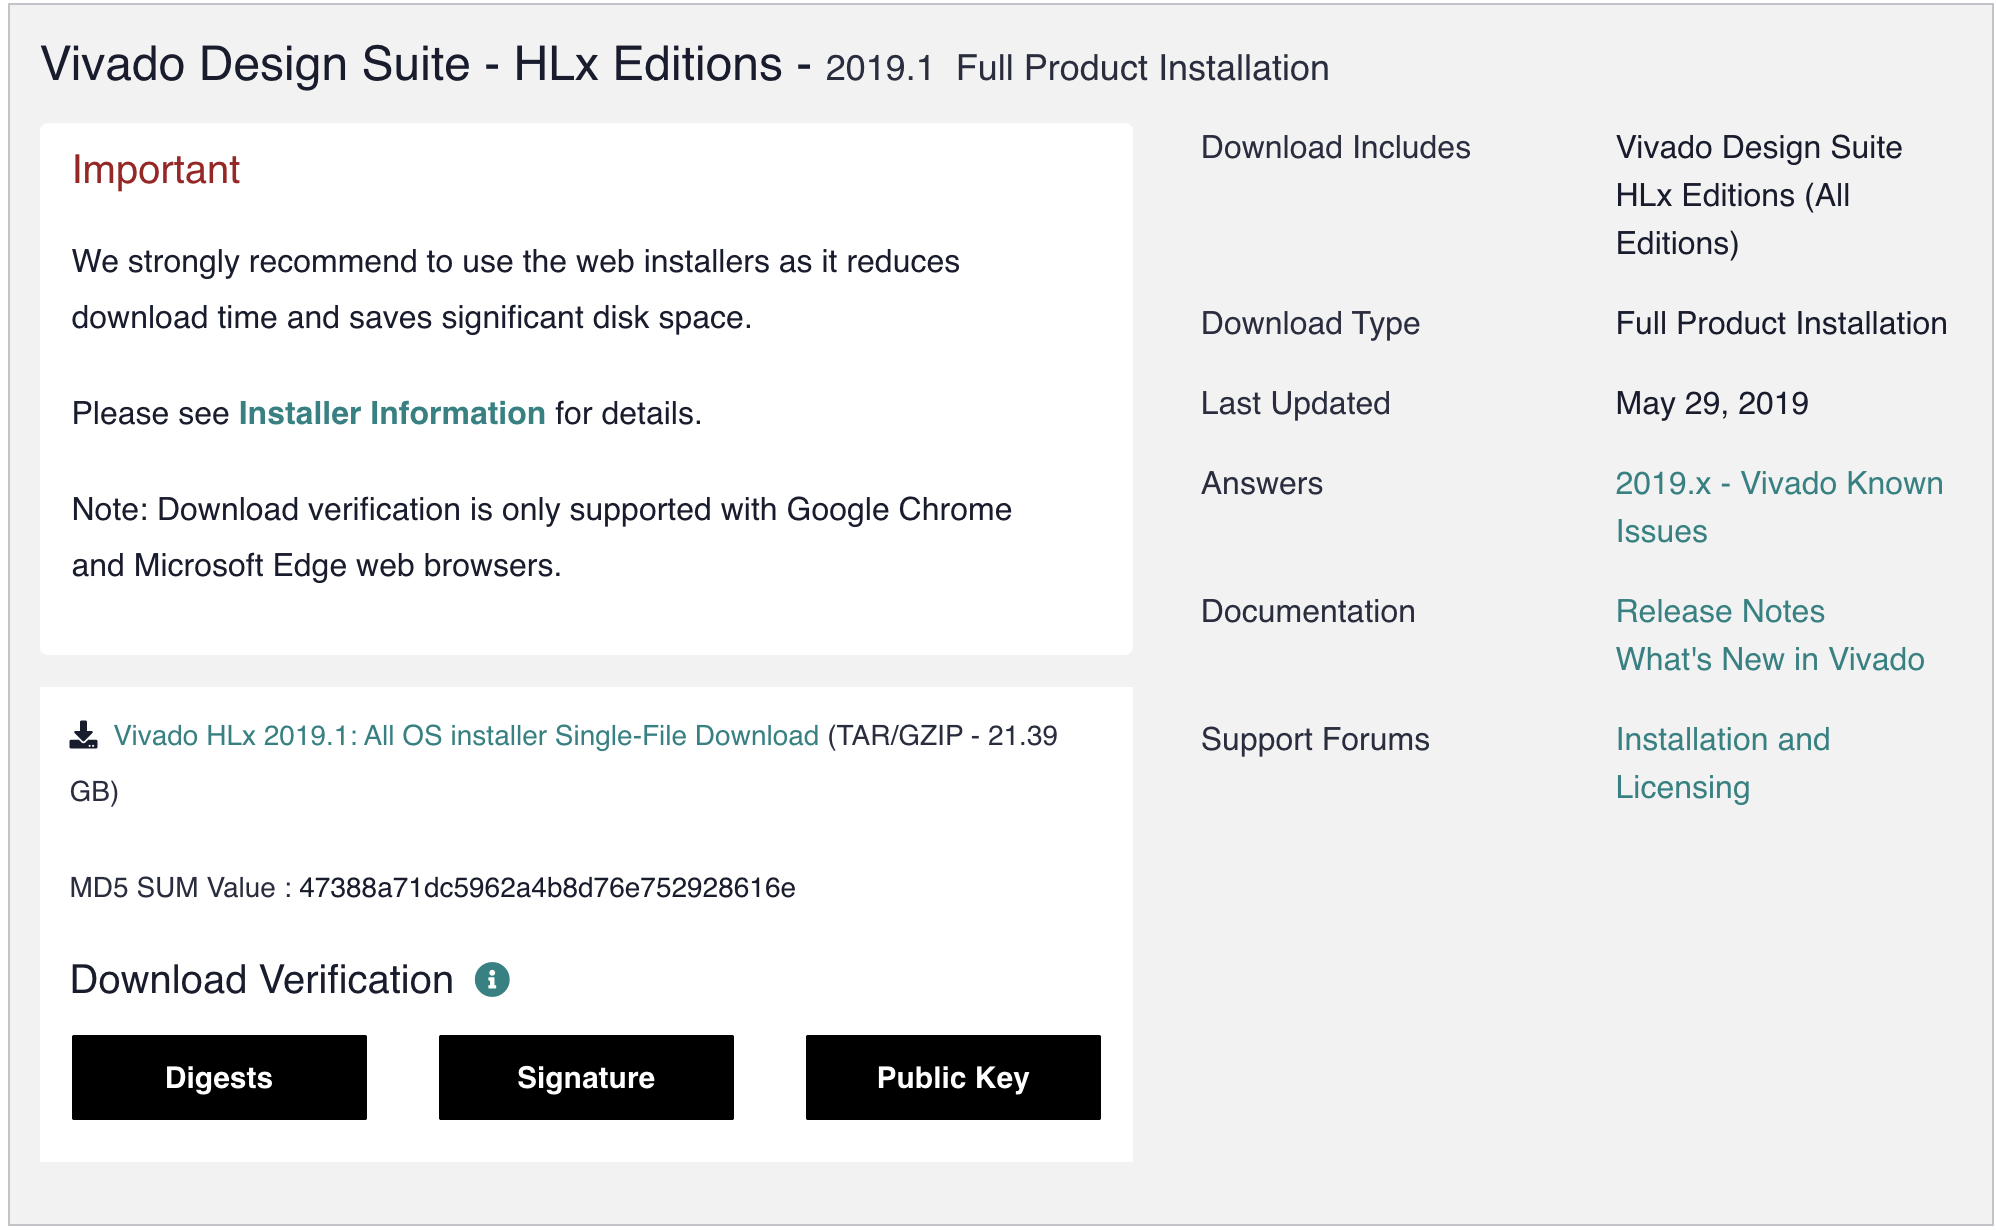 Vivado Design Suite - HLx Editions - 2019.1 Full Product Installation
Important
We strongly recommend to use the web installers as it reduces
download time and saves significant disk space.
Please see Installer Information for details.
Note: Download verification is only supported with Google Chrome
and Microsoft Edge web browsers.
Vivado HLx 2019.1: All OS installer Single-File Download (TAR/GZIP - 21.39
GB)
MD5 SUM Value : 47388a71dc5962a4b8d76e752928616e
Download Verification
Digests
Signature
Public Key
Download Includes
Vivado Design Suite
HLx Editions (All
Editions)
Download Type
Full Product Installation
Last Updated
May 29, 2019
Answers
2019.x - Vivado Known
Issues
Documentation
Release Notes
What's New in Vivado
Support Forums
Installation and
Licensing